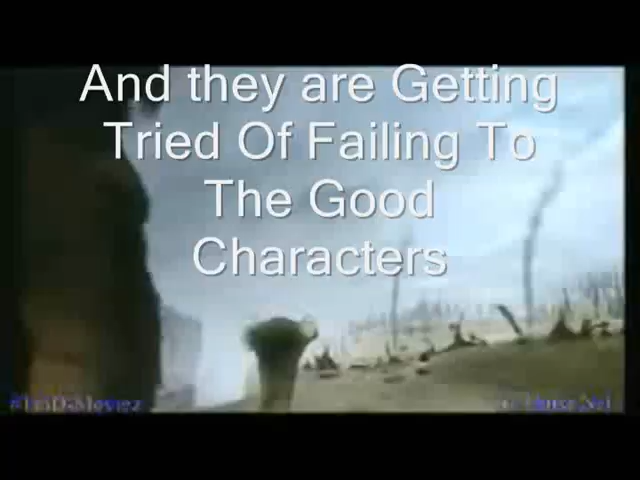 And they are Getting
Tried Of Failing To
The Good
Characters